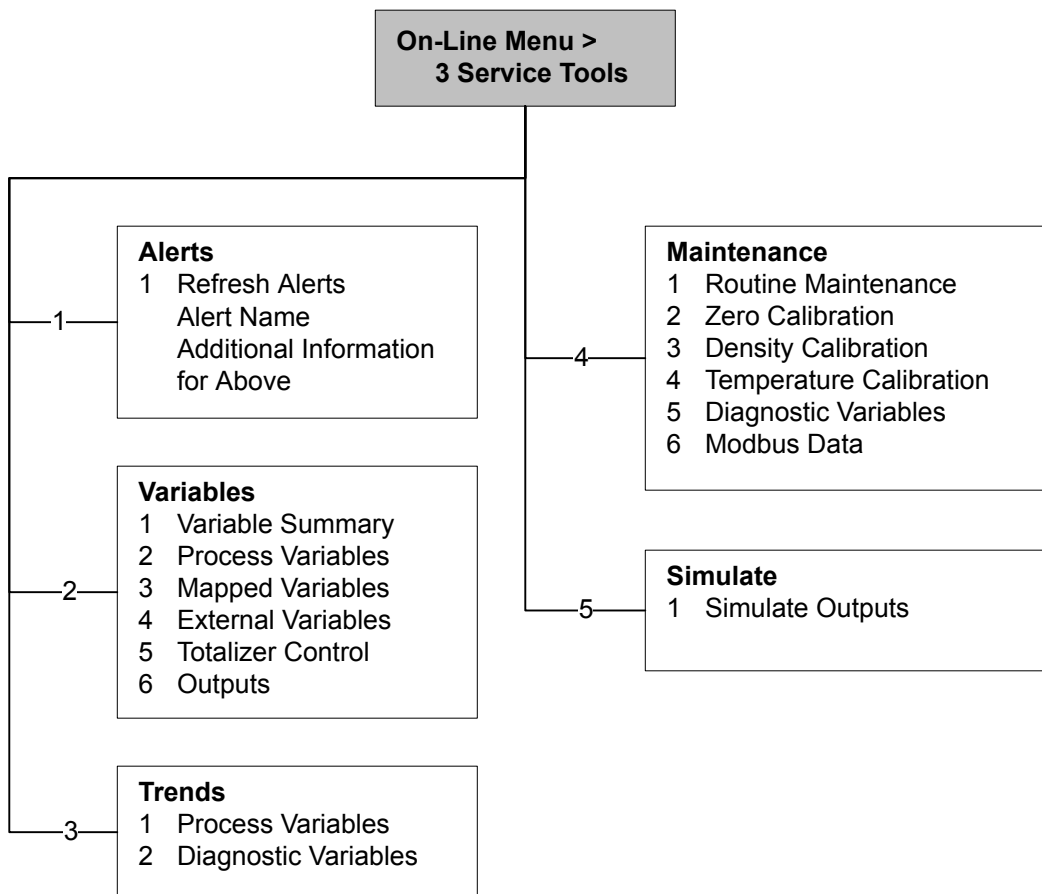 On-Line Menu >
3 Service Tools
1
Alerts
1 Refresh Alerts
Alert Name
Additional Information
for Above
2
Variables
1 Variable Summary
2 Process Variables
3 Mapped Variables
4 External Variables
5 Totalizer Control
6 Outputs
3
Trends
1 Process Variables
2 Diagnostic Variables
4
Maintenance
1 Routine Maintenance
2 Zero Calibration
3 Density Calibration
4 Temperature Calibration
5 Diagnostic Variables
6 Modbus Data
5
Simulate
1 Simulate Outputs